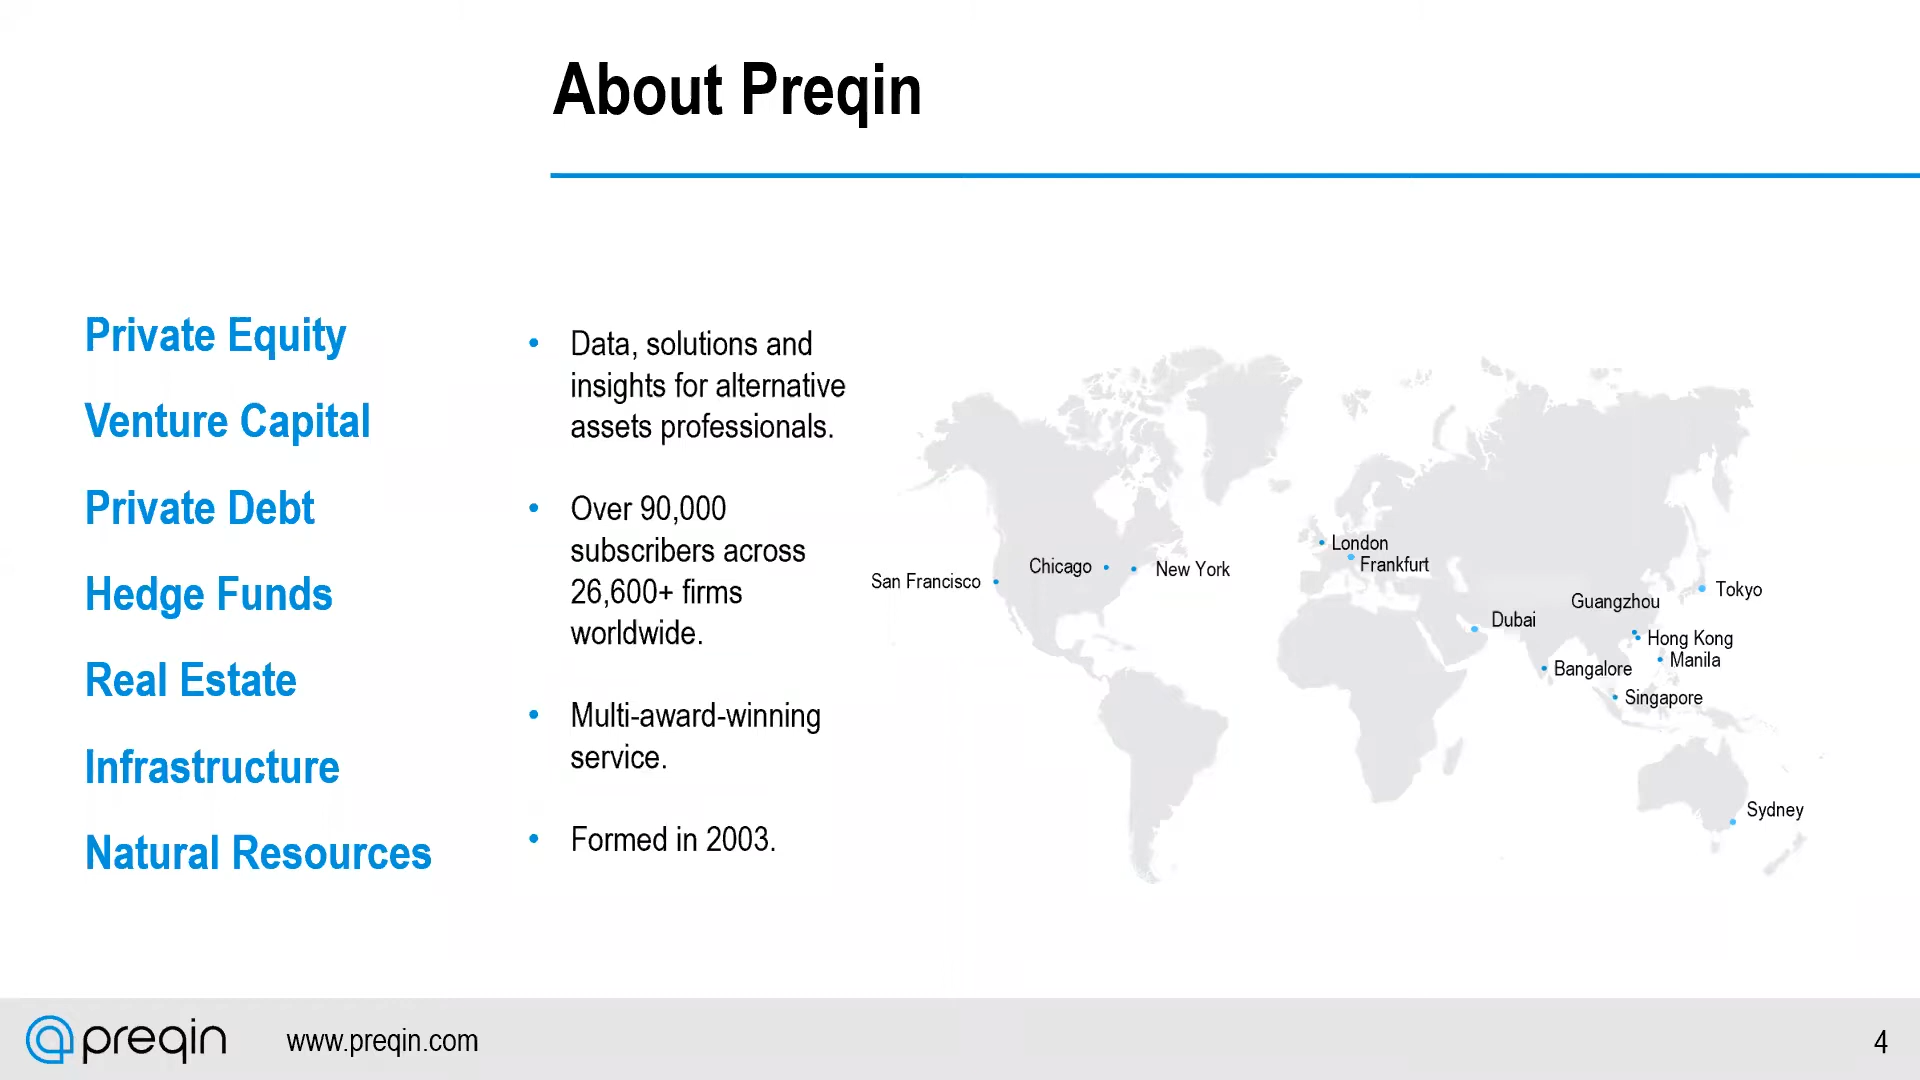 About Preqin
Private Equity
Venture Capital
Private Debt
Hedge Funds
Real Estate
Infrastructure
Natural Resources
• Data, solutions and
insights for alternative
assets professionals.
• Over 90,000
subscribers across
26,600+ firms
worldwide.
• Multi-award-winning
service.
• Formed in 2003.
San Francisco
Chicago
New York
London
Frankfurt
Dubai
Guangzhou
Tokyo
Hong Kong
Manila
Bangalore
Singapore
Sydney
preqin
www.preqin.com
4